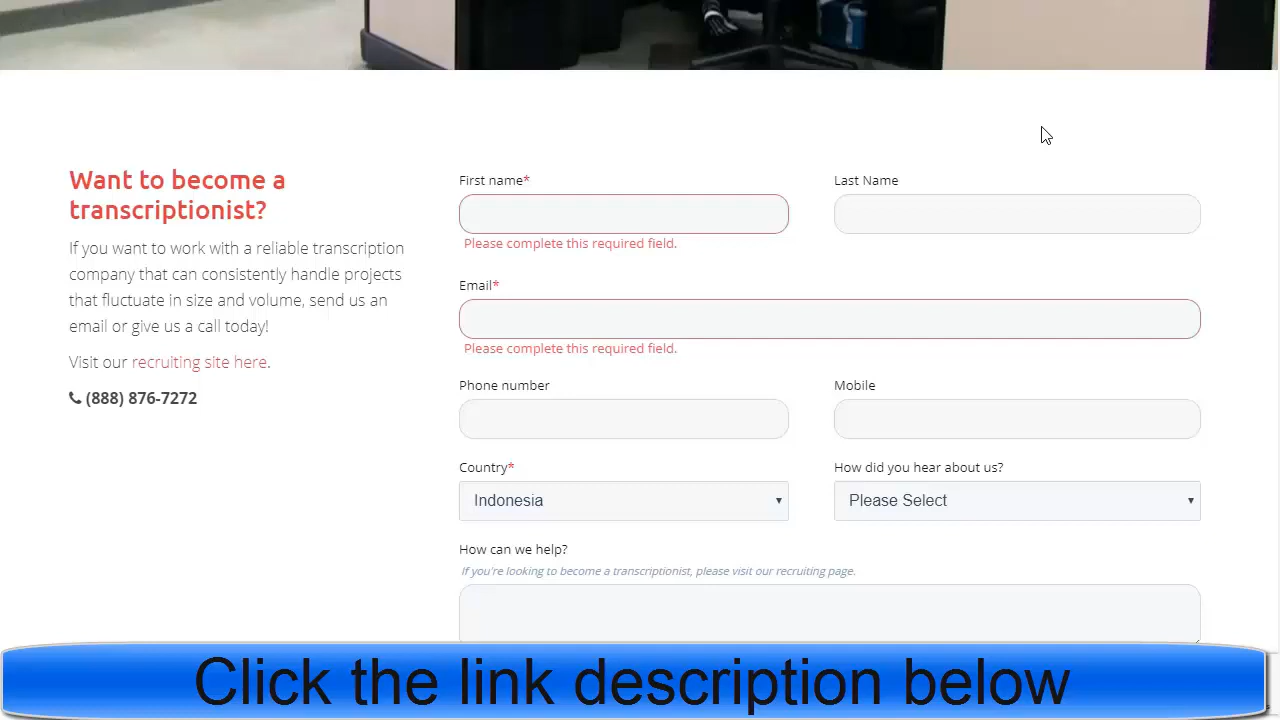 Want to become a
transcriptionist?
If you want to work with a reliable transcription
company that can consistently handle projects
that fluctuate in size and volume, send us an
email or give us a call today!
Visit our recruiting site here.
(888) 876-7272
First name*
Last Name
Please complete this required field.
Email*
Please complete this required field.
Phone number
Mobile
Country*
How did you hear about us?
Indonesia
Please Select
How can we help?
If you're looking to become a transcriptionist, please visit our recruiting page.
Click the link description below